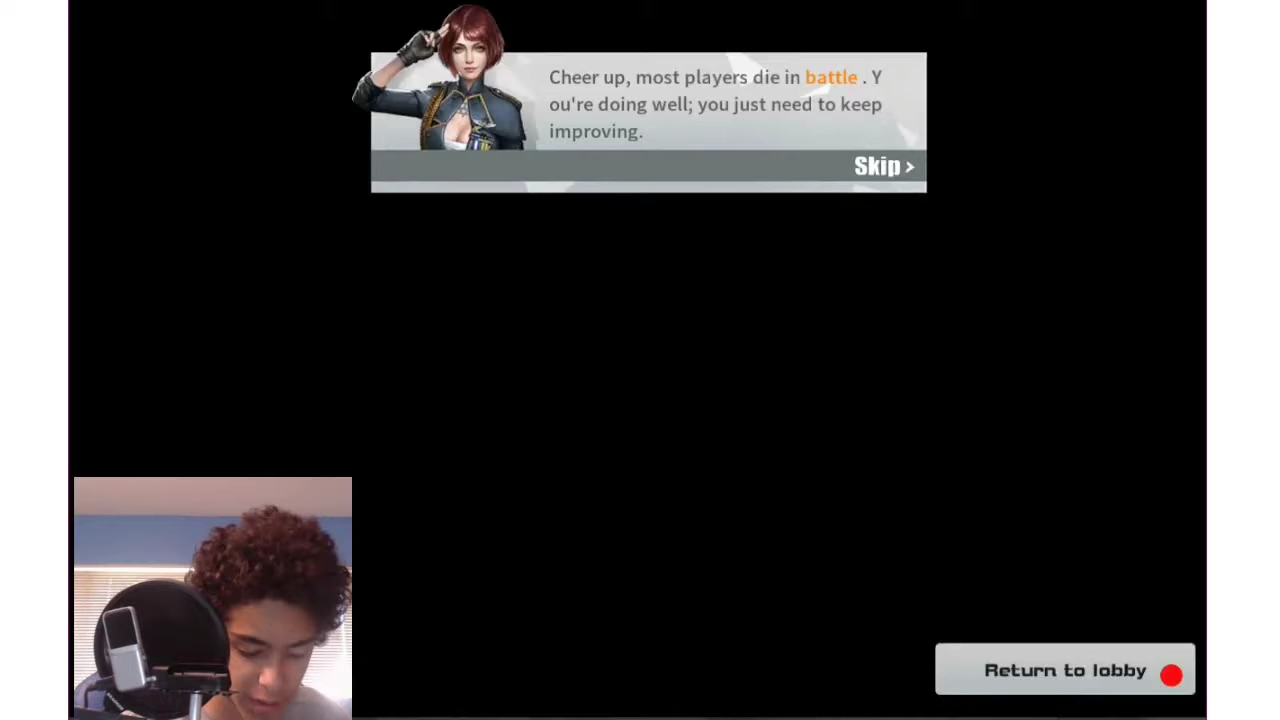 Cheer up, most players die in battle . Y
ou're doing well; you just need to keep
improving.
Skip >
Return to lobby